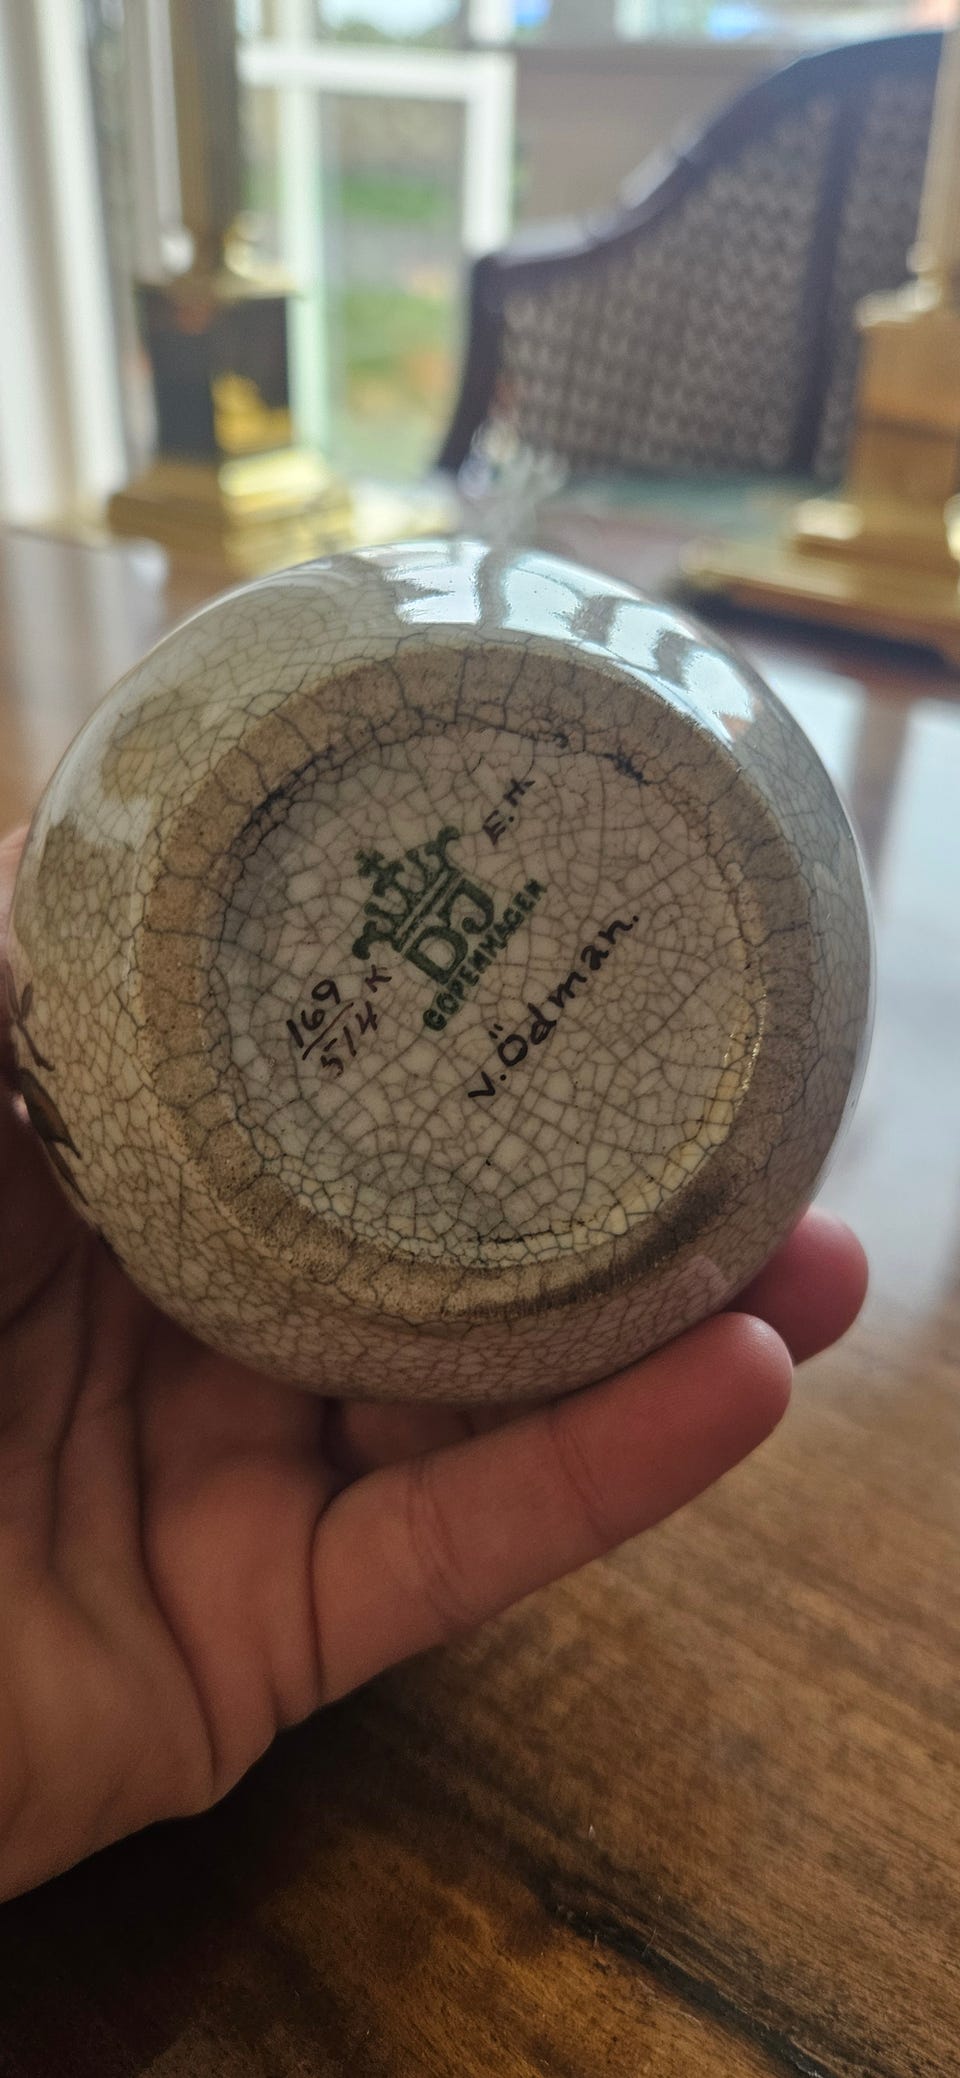 E.H.
DJ
COPENHAGEN
169
514 K
V. Ödman.